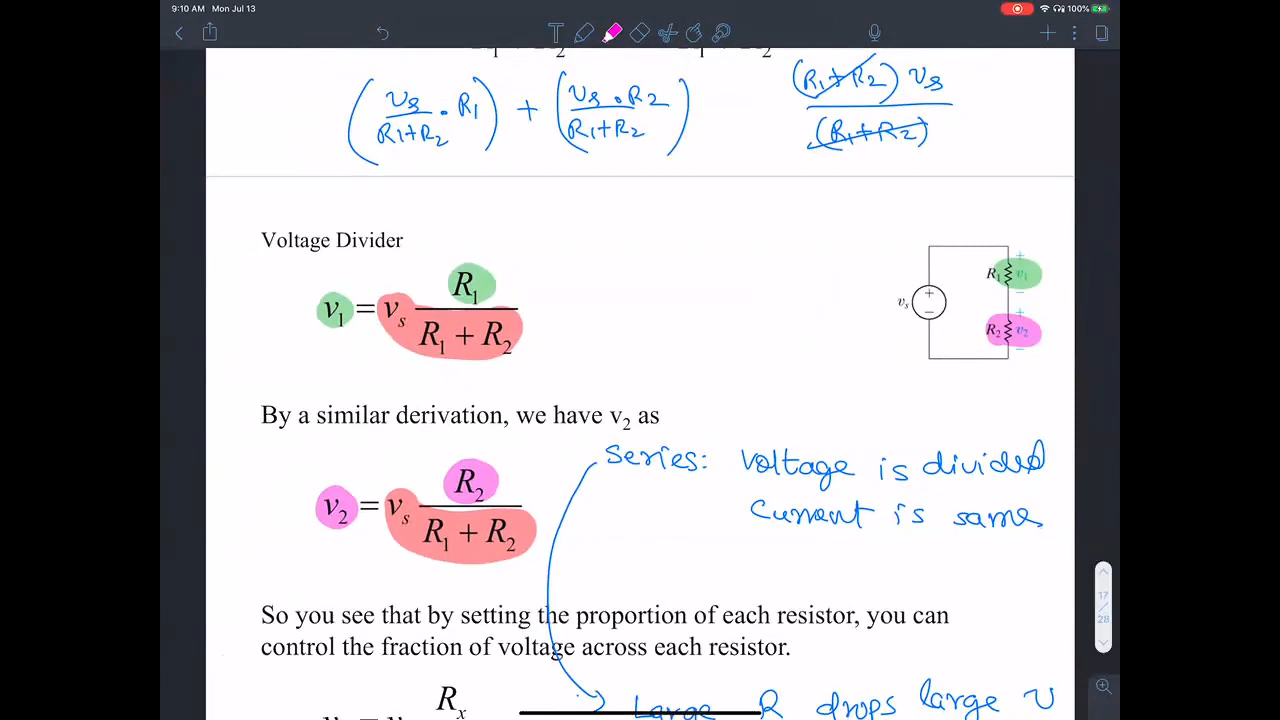 9:10 AM Mon Jul 13
100%
(vs/(R1+R2) • R1) + (vs • R2/(R1+R2))
(R1+R2) vs / (R1+R2)
Voltage Divider
v1 = vs R1/(R1 + R2)
vs
+
−
R1
+
v1
−
R2
+
v2
−
By a similar derivation, we have v2 as
series: voltage is divided
current is same
v2 = vs R2/(R1 + R2)
So you see that by setting the proportion of each resistor, you can
control the fraction of voltage across each resistor.
Rx
Large R drops large v
17
/
28